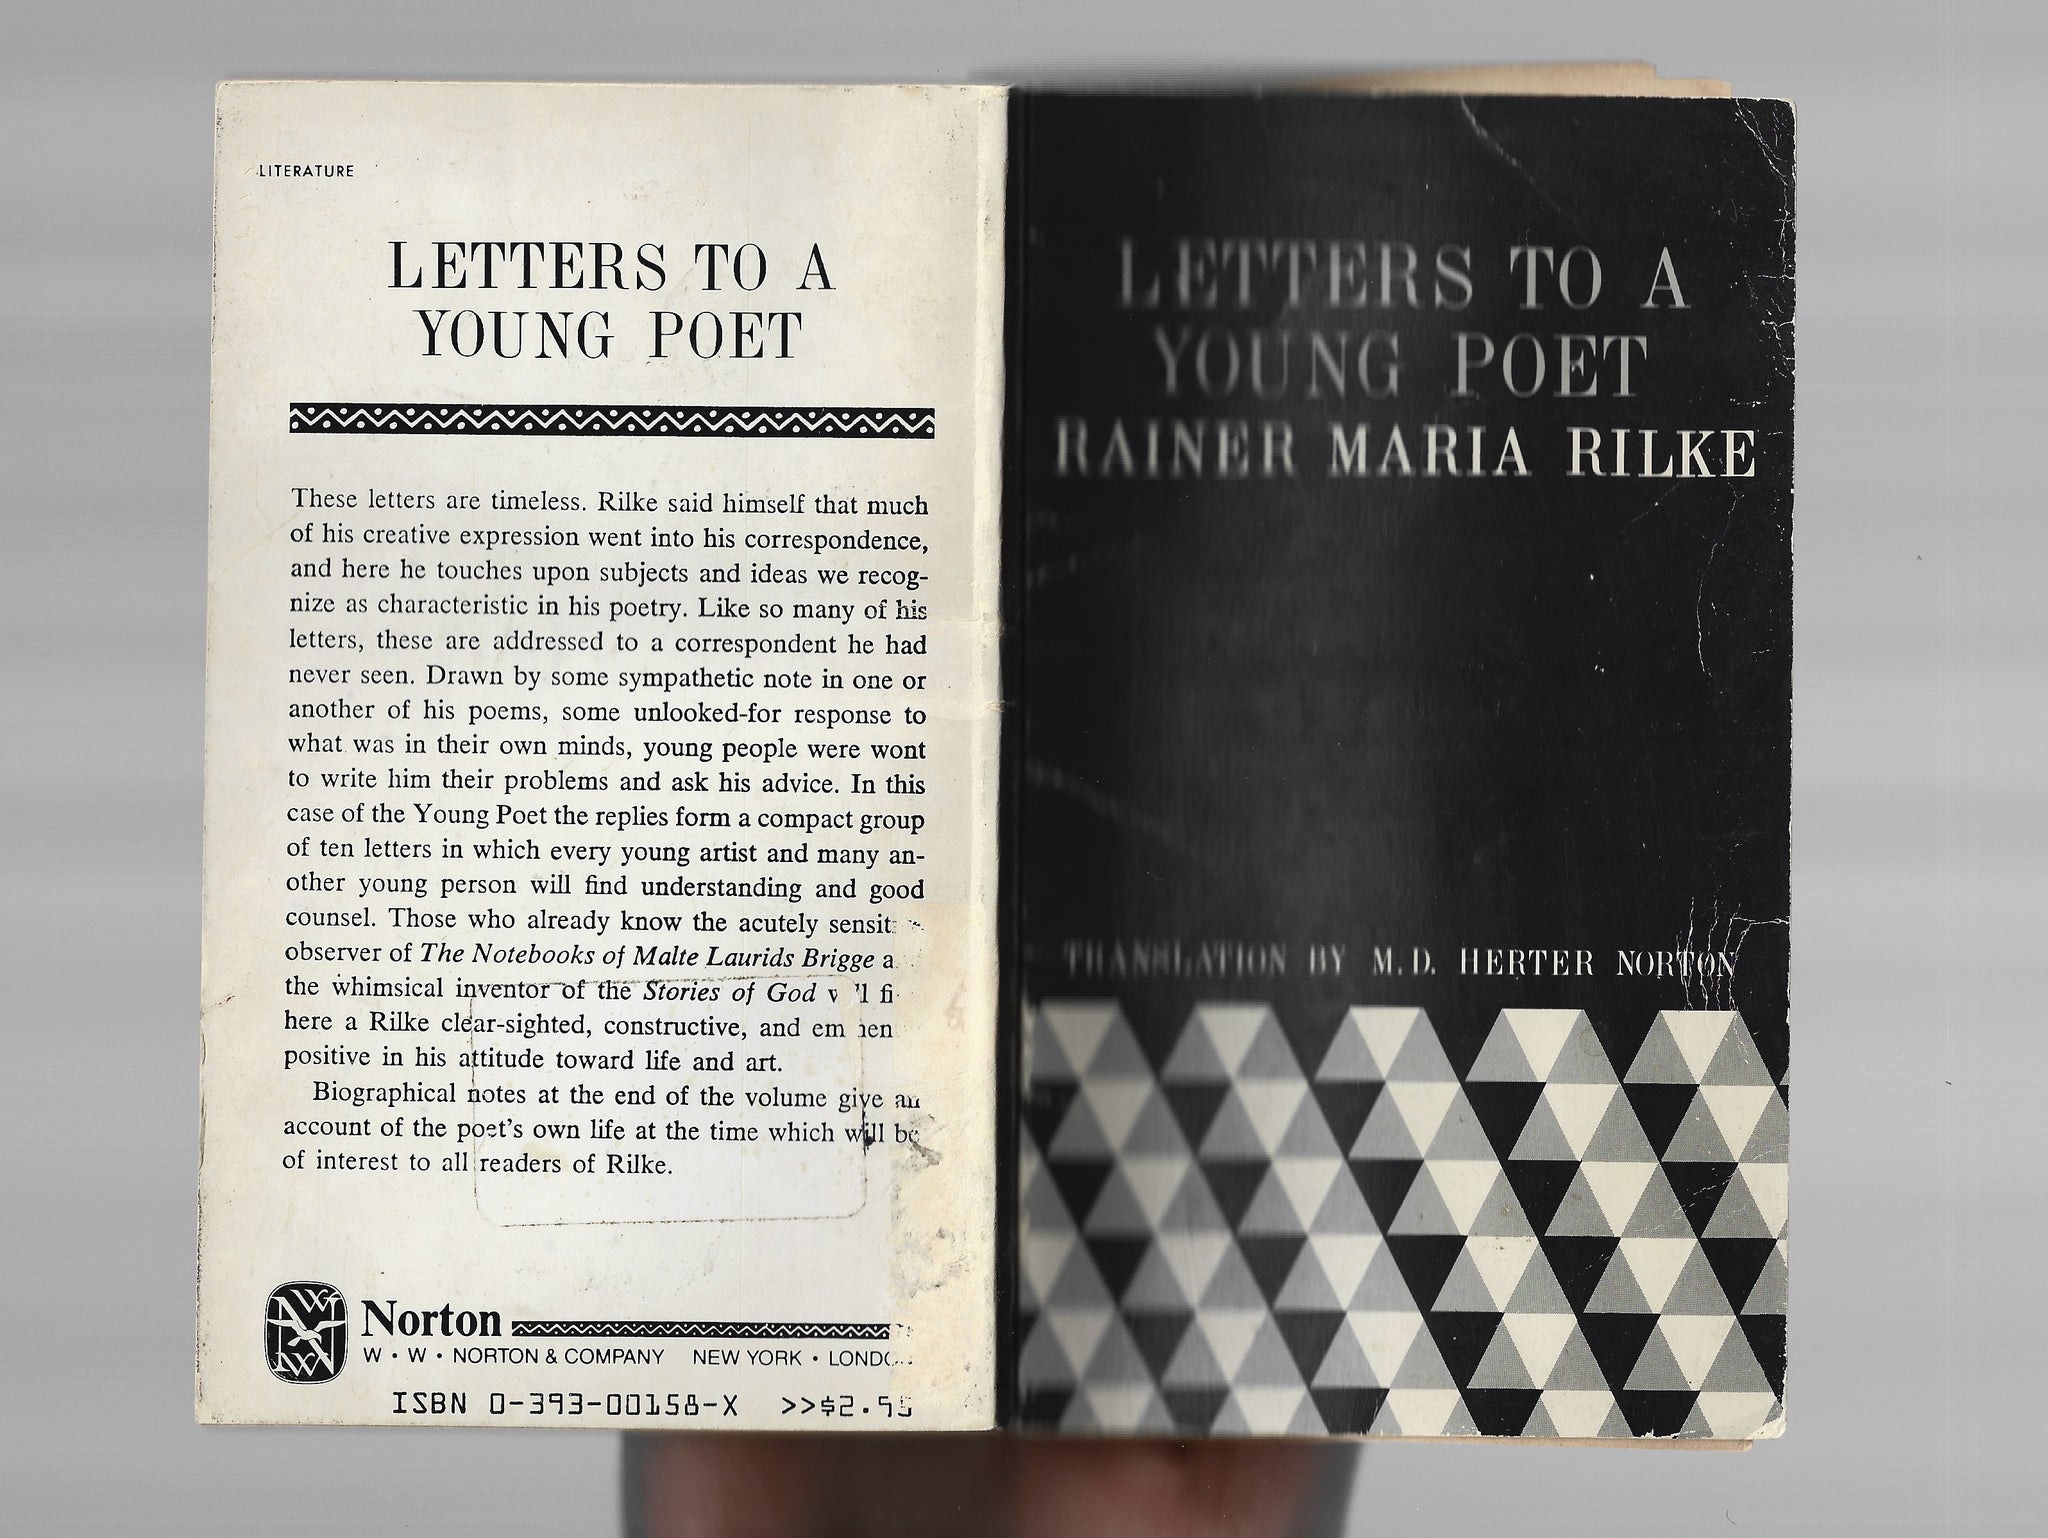 LITERATURE
LETTERS TO A
YOUNG POET
These letters are timeless. Rilke said himself that much
of his creative expression went into his correspondence,
and here he touches upon subjects and ideas we recog-
nize as characteristic in his poetry. Like so many of his
letters, these are addressed to a correspondent he had
never seen. Drawn by some sympathetic note in one or
another of his poems, some unlooked-for response to
what was in their own minds, young people were wont
to write him their problems and ask his advice. In this
case of the Young Poet the replies form a compact group
of ten letters in which every young artist and many an-
other young person will find understanding and good
counsel. Those who already know the acutely
observer of The Notebooks of Malte Laurids Brigge
the whimsical inventor of the Stories of God
here a Rilke clear-sighted, constructive, and
positive in his attitude toward life and art.
Biographical notes at the end of the volume give an
account of the poet's own life at the time which will be
of interest to all readers of Rilke.
Norton
W • W • NORTON & COMPANY NEW YORK •
ISBN 0-393-00158-X >>$2.95
LETTERS TO A
YOUNG POET
RAINER MARIA RILKE
TRANSLATION BY M. D. HERTER NORTON